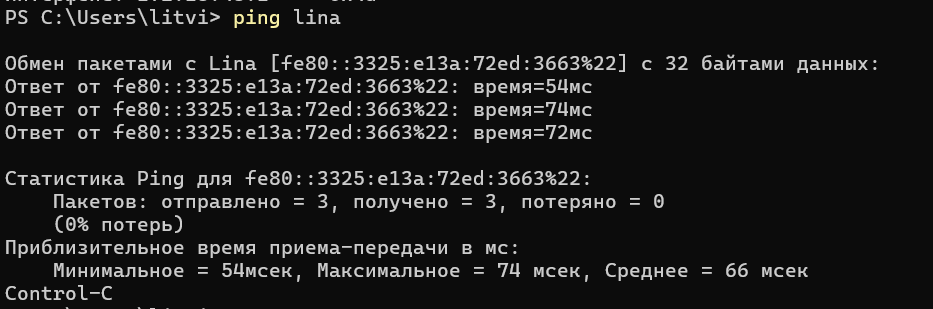 PS C:\Users\litvi> ping lina
Обмен пакетами с Lina [fe80::3325:e13a:72ed:3663%22] с 32 байтами данных:
Ответ от fe80::3325:e13a:72ed:3663%22: время=54мс
Ответ от fe80::3325:e13a:72ed:3663%22: время=74мс
Ответ от fe80::3325:e13a:72ed:3663%22: время=72мс
Статистика Ping для fe80::3325:e13a:72ed:3663%22:
Пакетов: отправлено = 3, получено = 3, потеряно = 0
(0% потерь)
Приблизительное время приема-передачи в мс:
Минимальное = 54мсек, Максимальное = 74 мсек, Среднее = 66 мсек
Control-C